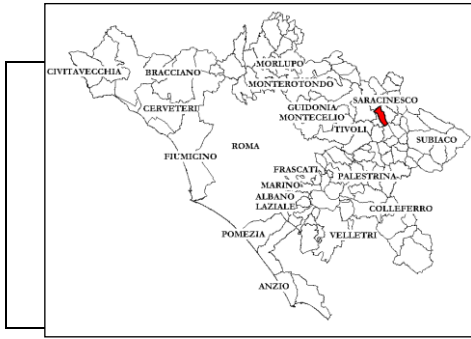 MORLUPO
CIVITAVECCHIA
BRACCIANO
MONTEROTONDO
SARACINESCO
CERVETERI
GUIDONIA
MONTECELIO
TIVOLI
SUBIACO
ROMA
FIUMICINO
FRASCATI
PALESTRINA
MARINO
ALBANO
LAZIALE
COLLEFERRO
POMEZIA
VELLETRI
ANZIO